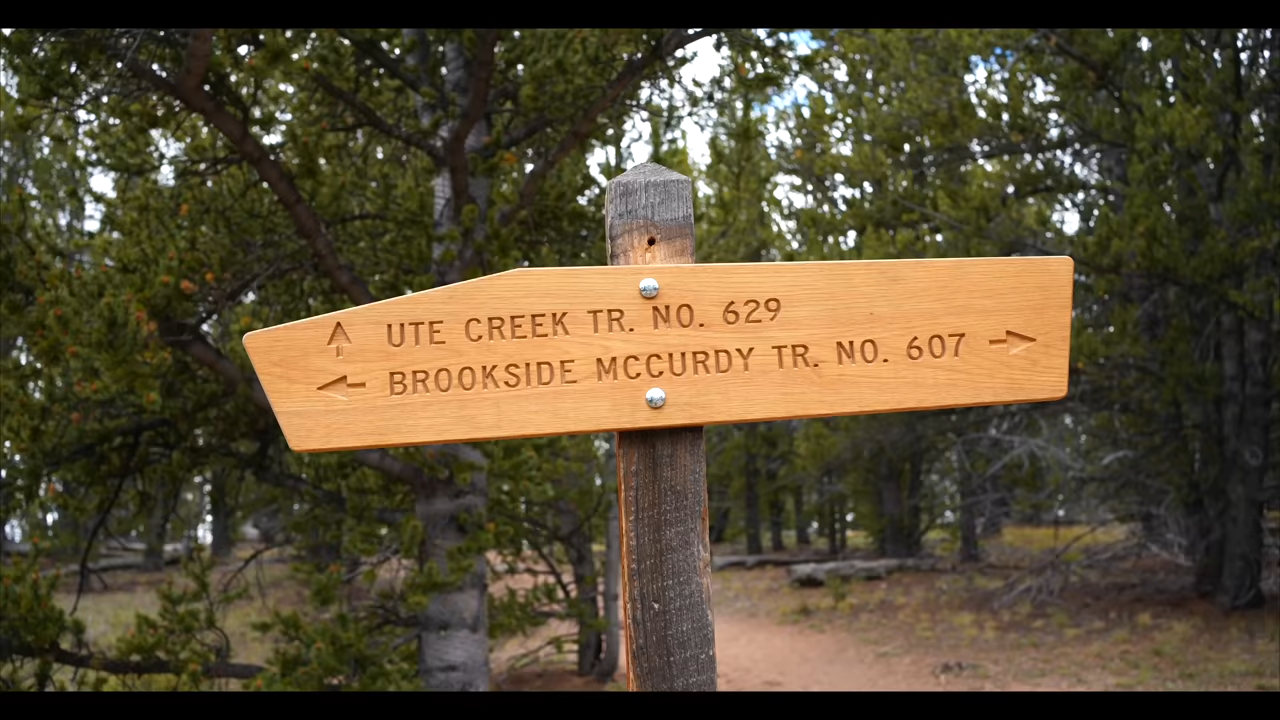 ↑ UTE CREEK TR. NO. 629
← BROOKSIDE MCCURDY TR. NO. 607 →